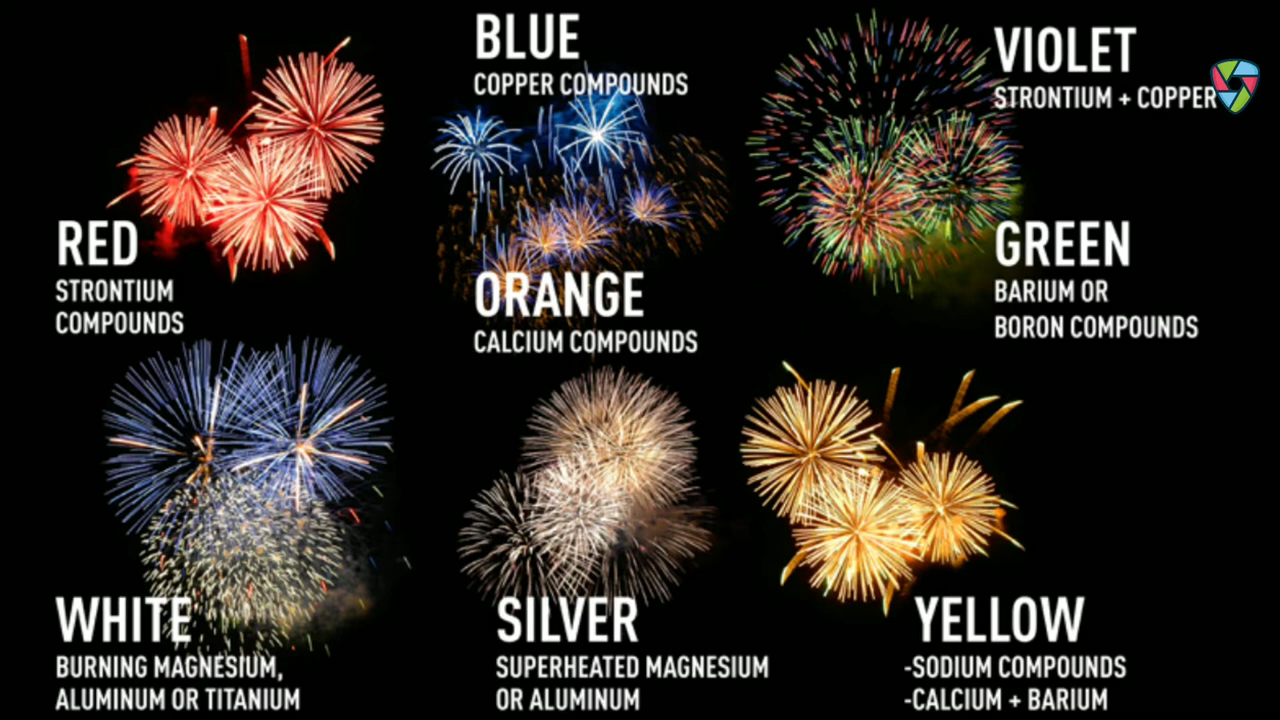 BLUE
COPPER COMPOUNDS
VIOLET
STRONTIUM + COPPER
RED
STRONTIUM
COMPOUNDS
ORANGE
CALCIUM COMPOUNDS
GREEN
BARIUM OR
BORON COMPOUNDS
WHITE
BURNING MAGNESIUM,
ALUMINUM OR TITANIUM
SILVER
SUPERHEATED MAGNESIUM
OR ALUMINUM
YELLOW
-SODIUM COMPOUNDS
-CALCIUM + BARIUM